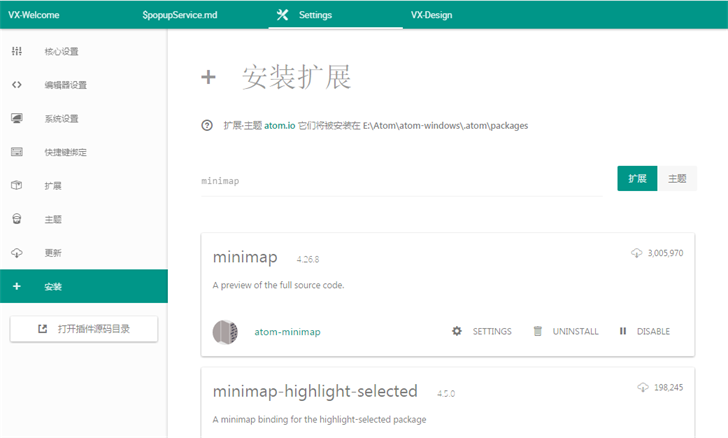 VX-Welcome
$popupService.md
Settings
VX-Design
核心设置
编辑器设置
系统设置
快捷键绑定
扩展
主题
更新
安装
打开插件源码目录
安装扩展
扩展-主题 atom.io 它们将被安装在 E:\Atom\atom-windows\.atom\packages
minimap
扩展 主题
minimap 4.26.8 3,005,970
A preview of the full source code.
atom-minimap SETTINGS UNINSTALL DISABLE
minimap-highlight-selected 4.5.0 198,245
A minimap binding for the highlight-selected package